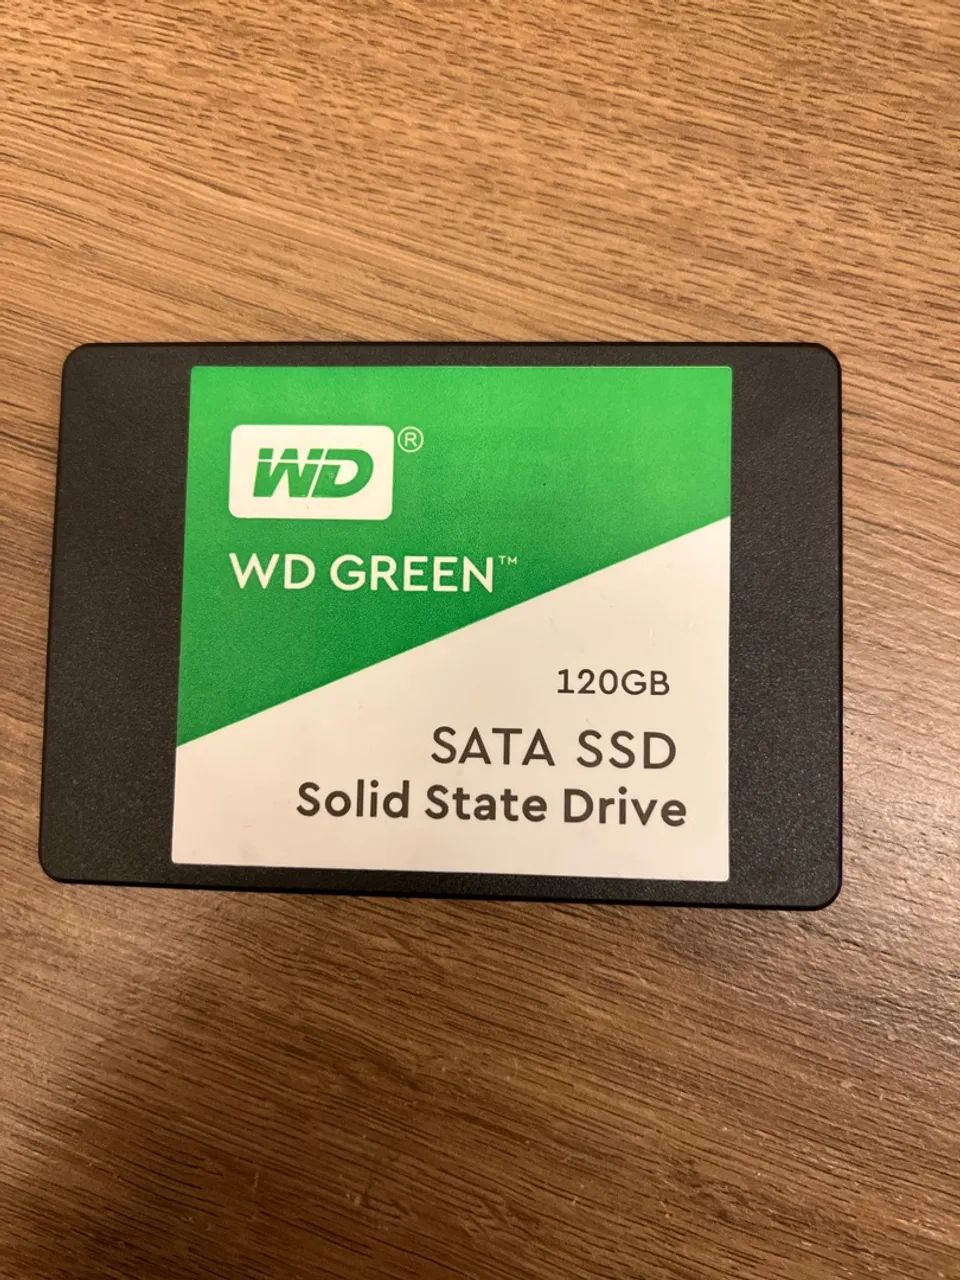 WD®
WD GREEN™
120GB
SATA SSD
Solid State Drive